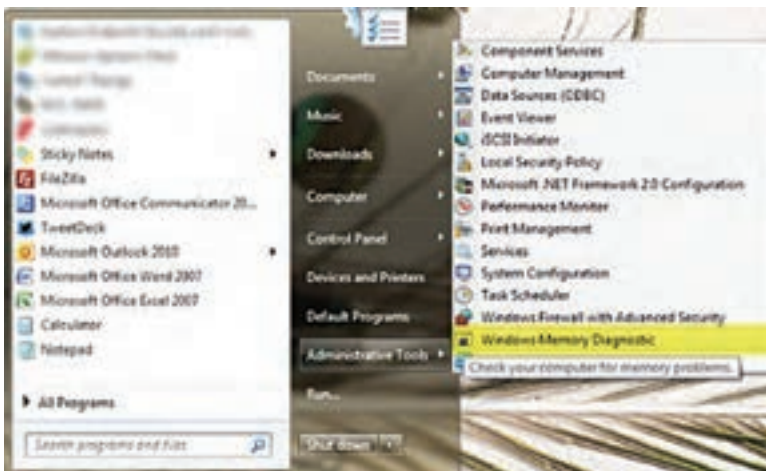 Sticky Notes
FileZilla
Microsoft Office Communicator 20...
TweetDeck
Microsoft Outlook 2010
Microsoft Office Word 2007
Microsoft Office Excel 2007
Calculator
Notepad
All Programs
Search programs and files
Documents
Music
Downloads
Computer
Control Panel
Devices and Printers
Default Programs
Administrative Tools
Run...
Shut down
Component Services
Computer Management
Data Sources (ODBC)
Event Viewer
iSCSI Initiator
Local Security Policy
Microsoft .NET Framework 2.0 Configuration
Performance Monitor
Print Management
Services
System Configuration
Task Scheduler
Windows Firewall with Advanced Security
Windows Memory Diagnostic
Check your computer for memory problems.